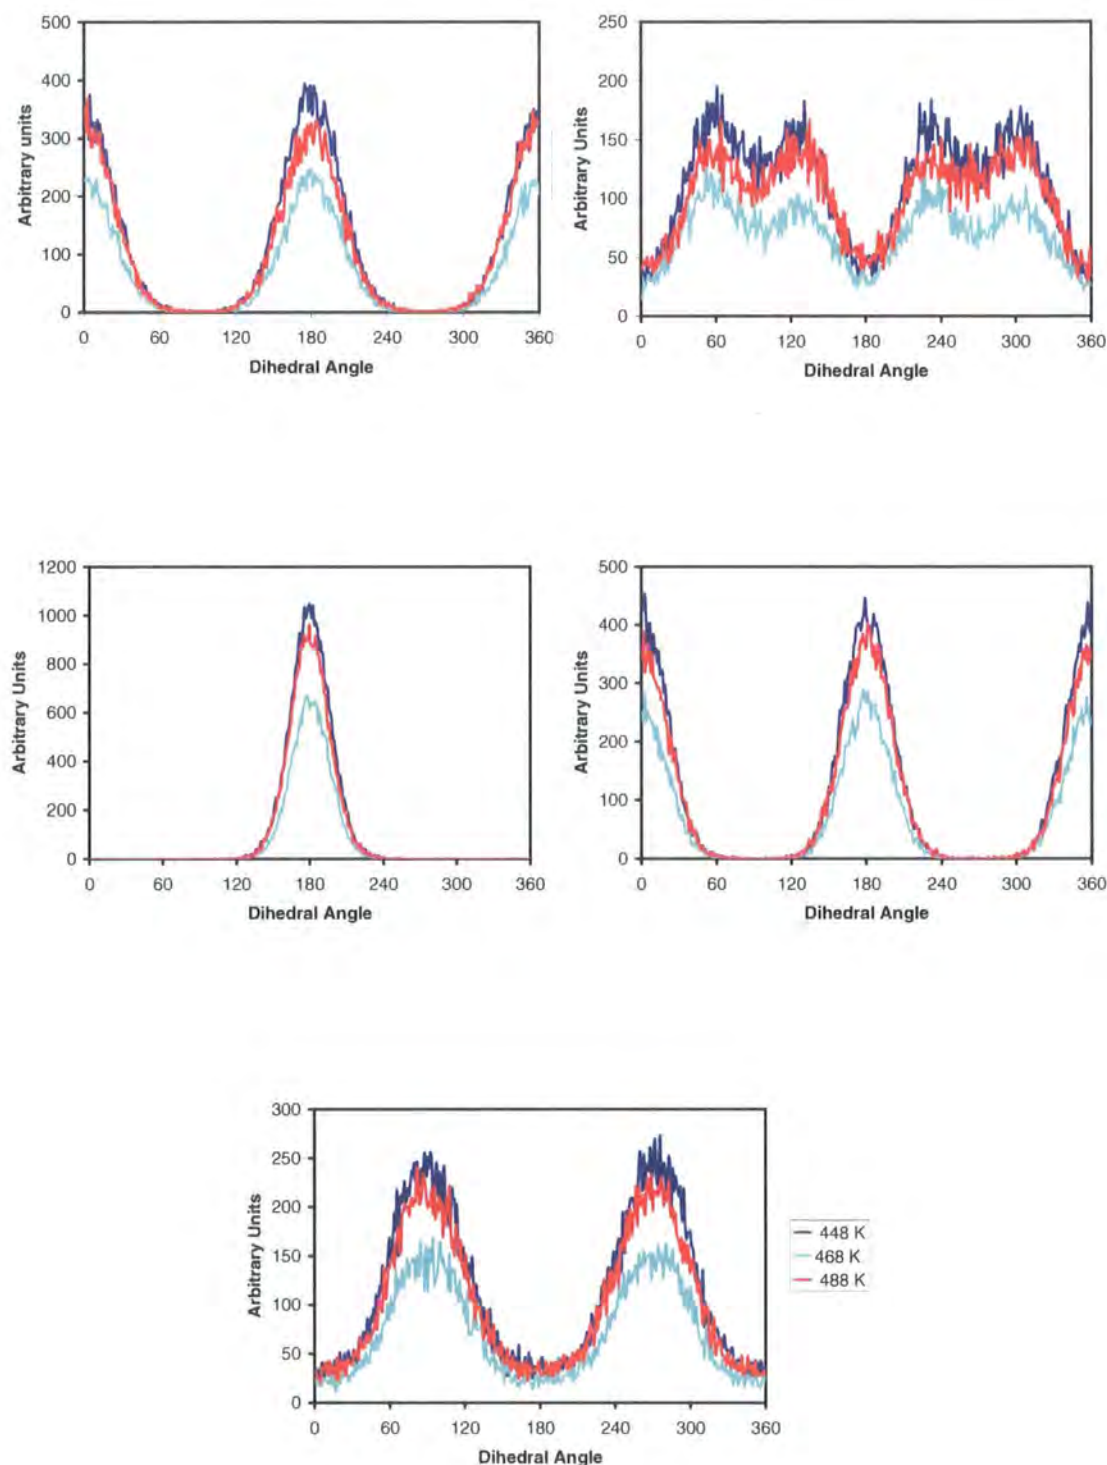 500
400
300
200
100
0
0 60 120 180 240 300 360
Arbitrary units
Dihedral Angle
250
200
150
100
50
0
0 60 120 180 240 300 360
Arbitrary Units
Dihedral Angle
1200
1000
800
600
400
200
0
0 60 120 180 240 300 360
Arbitrary Units
Dihedral Angle
500
400
300
200
100
0
0 60 120 180 240 300 360
Arbitrary Units
Dihedral Angle
300
250
200
150
100
50
0
0 60 120 180 240 300 360
Arbitrary Units
Dihedral Angle
448 K
468 K
488 K